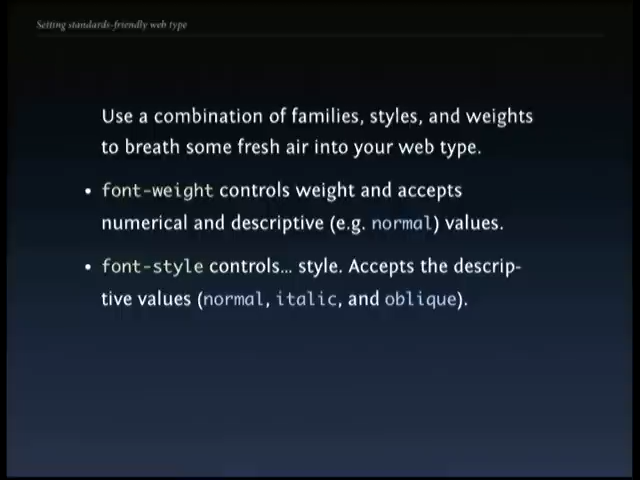 Setting standards-friendly web type
Use a combination of families, styles, and weights
to breath some fresh air into your web type.
• font-weight controls weight and accepts
numerical and descriptive (e.g. normal) values.
• font-style controls... style. Accepts the descrip-
tive values (normal, italic, and oblique).